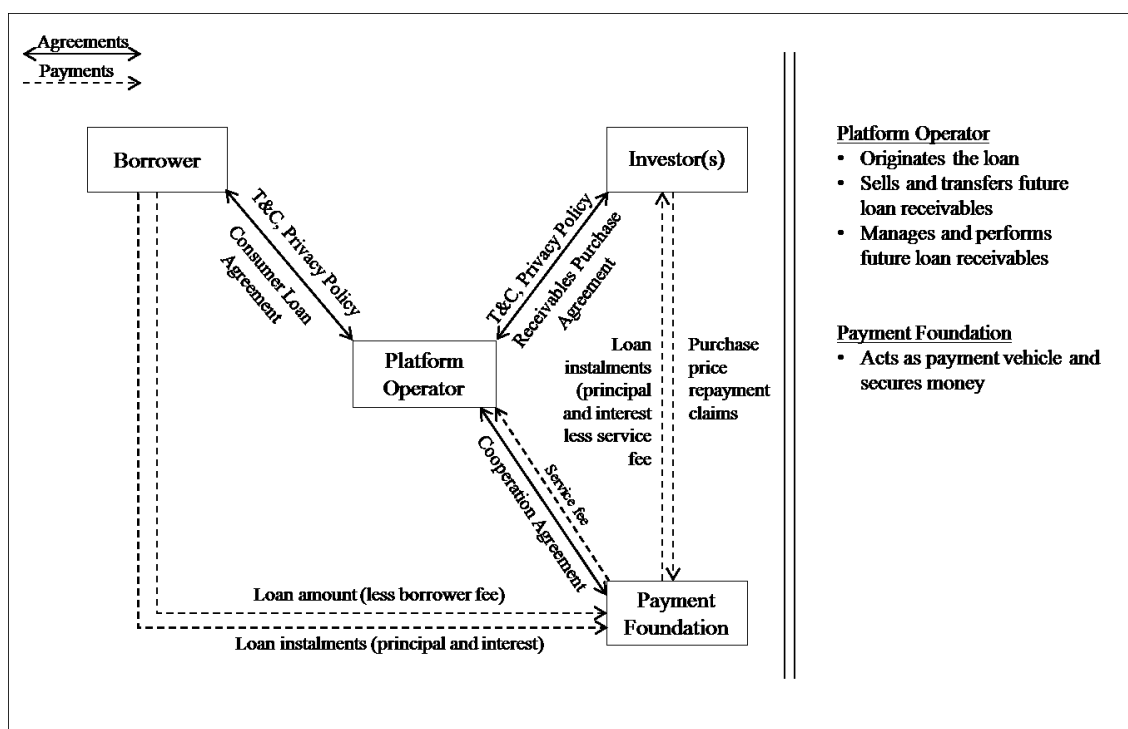 Agreements
Payments
Borrower
Investor(s)
T&C, Privacy Policy
Consumer Loan
Agreement
T&C, Privacy Policy
Receivables Purchase
Agreement
Platform
Operator
Loan
instalments
(principal
and interest
less service
fee
Purchase
price
repayment
claims
Service fee
Cooperation Agreement
Loan amount (less borrower fee)
Loan instalments (principal and interest)
Payment
Foundation
Platform Operator
• Originates the loan
• Sells and transfers future
loan receivables
• Manages and performs
future loan receivables
Payment Foundation
• Acts as payment vehicle and
secures money